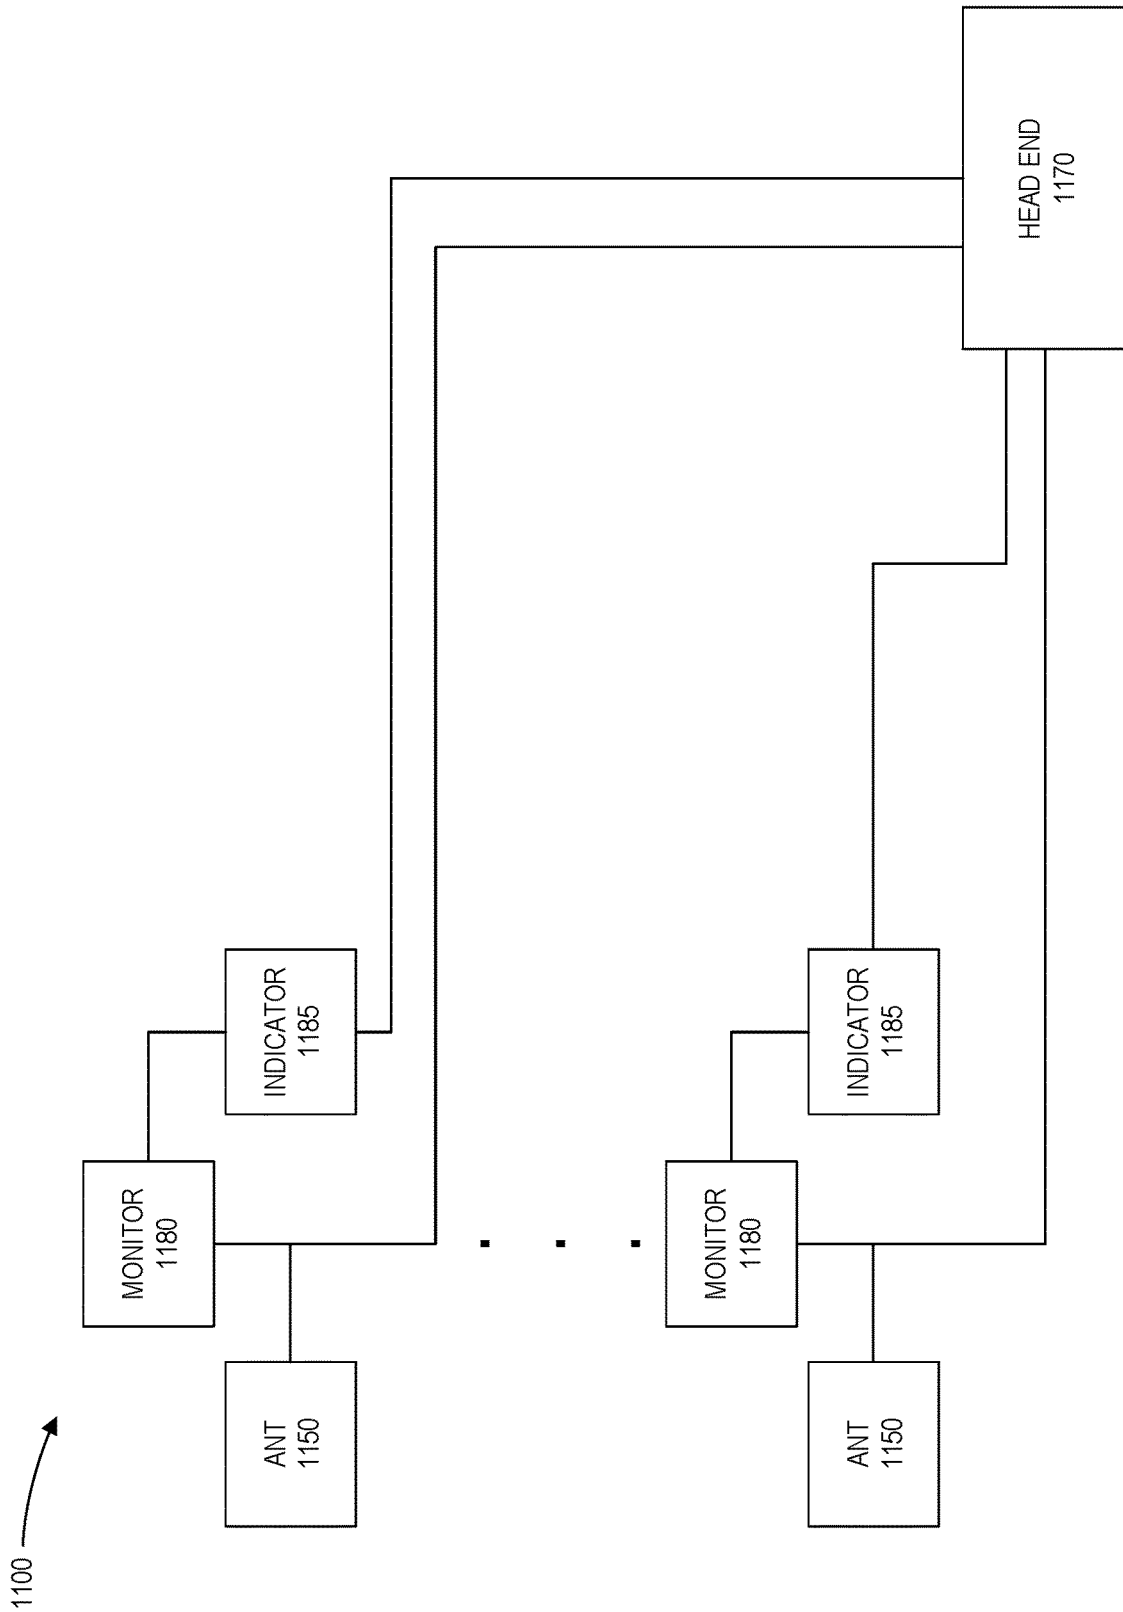 1100
MONITOR
1180
INDICATOR
1185
ANT
1150
MONITOR
1180
INDICATOR
1185
ANT
1150
HEAD END
1170